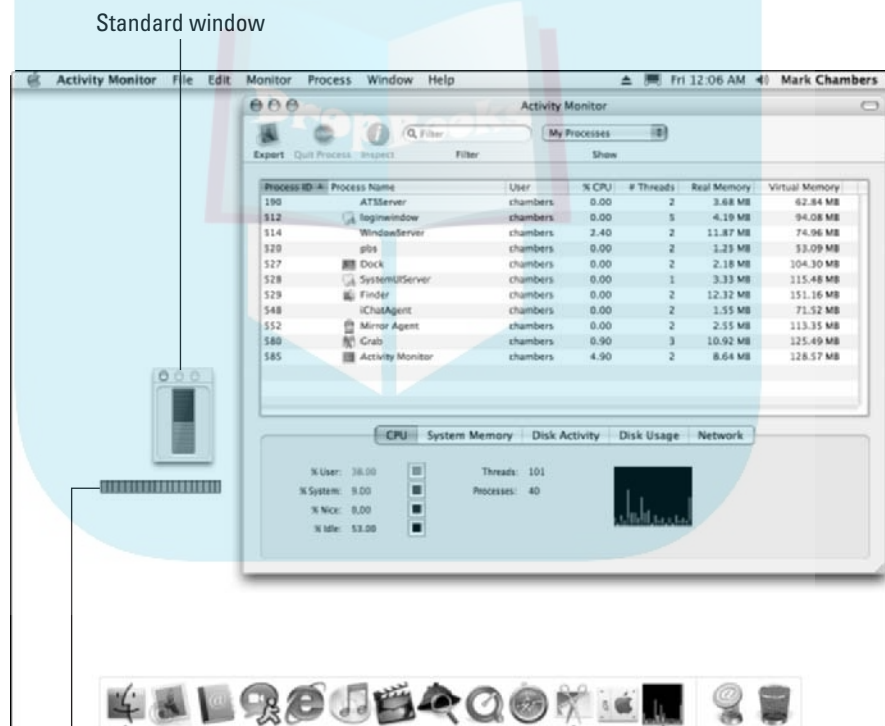 Standard window
Activity Monitor File Edit Monitor Process Window Help Fri 12:06 AM Mark Chambers
Activity Monitor
Filter My Processes
Export Quit Process Inspect Filter Show
Process ID Process Name User % CPU # Threads Real Memory Virtual Memory
190 ATSServer chambers 0.00 2 3.68 MB 62.84 MB
512 loginwindow chambers 0.00 5 4.19 MB 94.08 MB
514 WindowServer chambers 2.40 2 11.87 MB 74.96 MB
520 pbs chambers 0.00 2 1.25 MB 53.09 MB
527 Dock chambers 0.00 2 2.18 MB 104.30 MB
528 SystemUIServer chambers 0.00 1 3.33 MB 115.48 MB
529 Finder chambers 0.00 2 12.32 MB 151.16 MB
548 iChatAgent chambers 0.00 2 1.55 MB 71.52 MB
552 Mirror Agent chambers 0.00 2 2.55 MB 113.35 MB
580 Grab chambers 0.90 3 10.92 MB 125.49 MB
585 Activity Monitor chambers 4.90 2 8.64 MB 128.57 MB
CPU System Memory Disk Activity Disk Usage Network
% User: 38.00 Threads: 101
% System: 9.00 Processes: 40
% Nice: 0.00
% Idle: 53.00